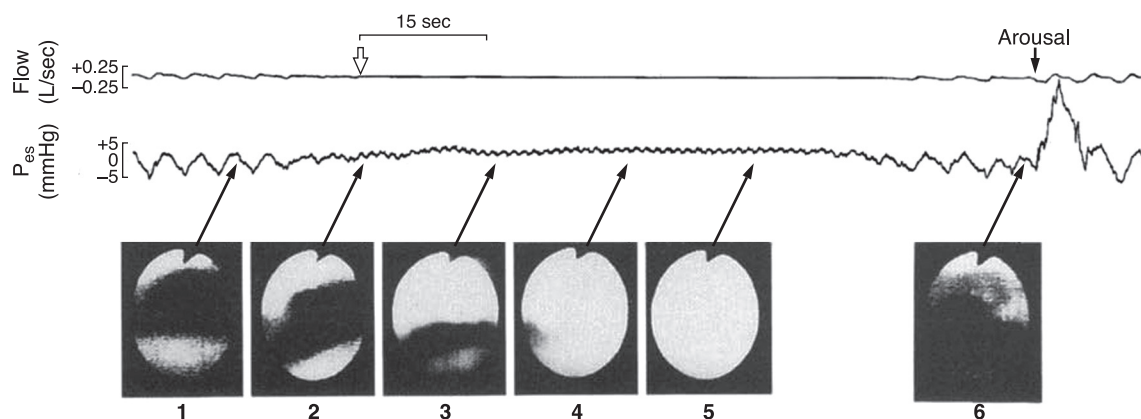 15 sec
Arousal
Flow
(L/sec)
+0.25
−0.25
Pes
(mmHg)
+5
0
−5
1
2
3
4
5
6